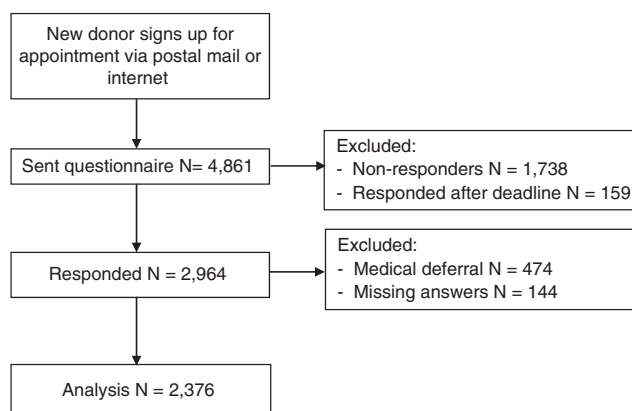 New donor signs up for
appointment via postal mail or
internet
Sent questionnaire N= 4,861
Excluded:
- Non-responders N = 1,738
- Responded after deadline N = 159
Responded N = 2,964
Excluded:
- Medical deferral N = 474
- Missing answers N = 144
Analysis N = 2,376